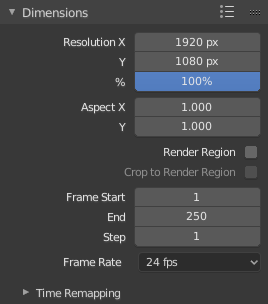 Dimensions
Resolution X 1920 px
Y 1080 px
% 100%
Aspect X 1.000
Y 1.000
Render Region
Crop to Render Region
Frame Start 1
End 250
Step 1
Frame Rate 24 fps
Time Remapping